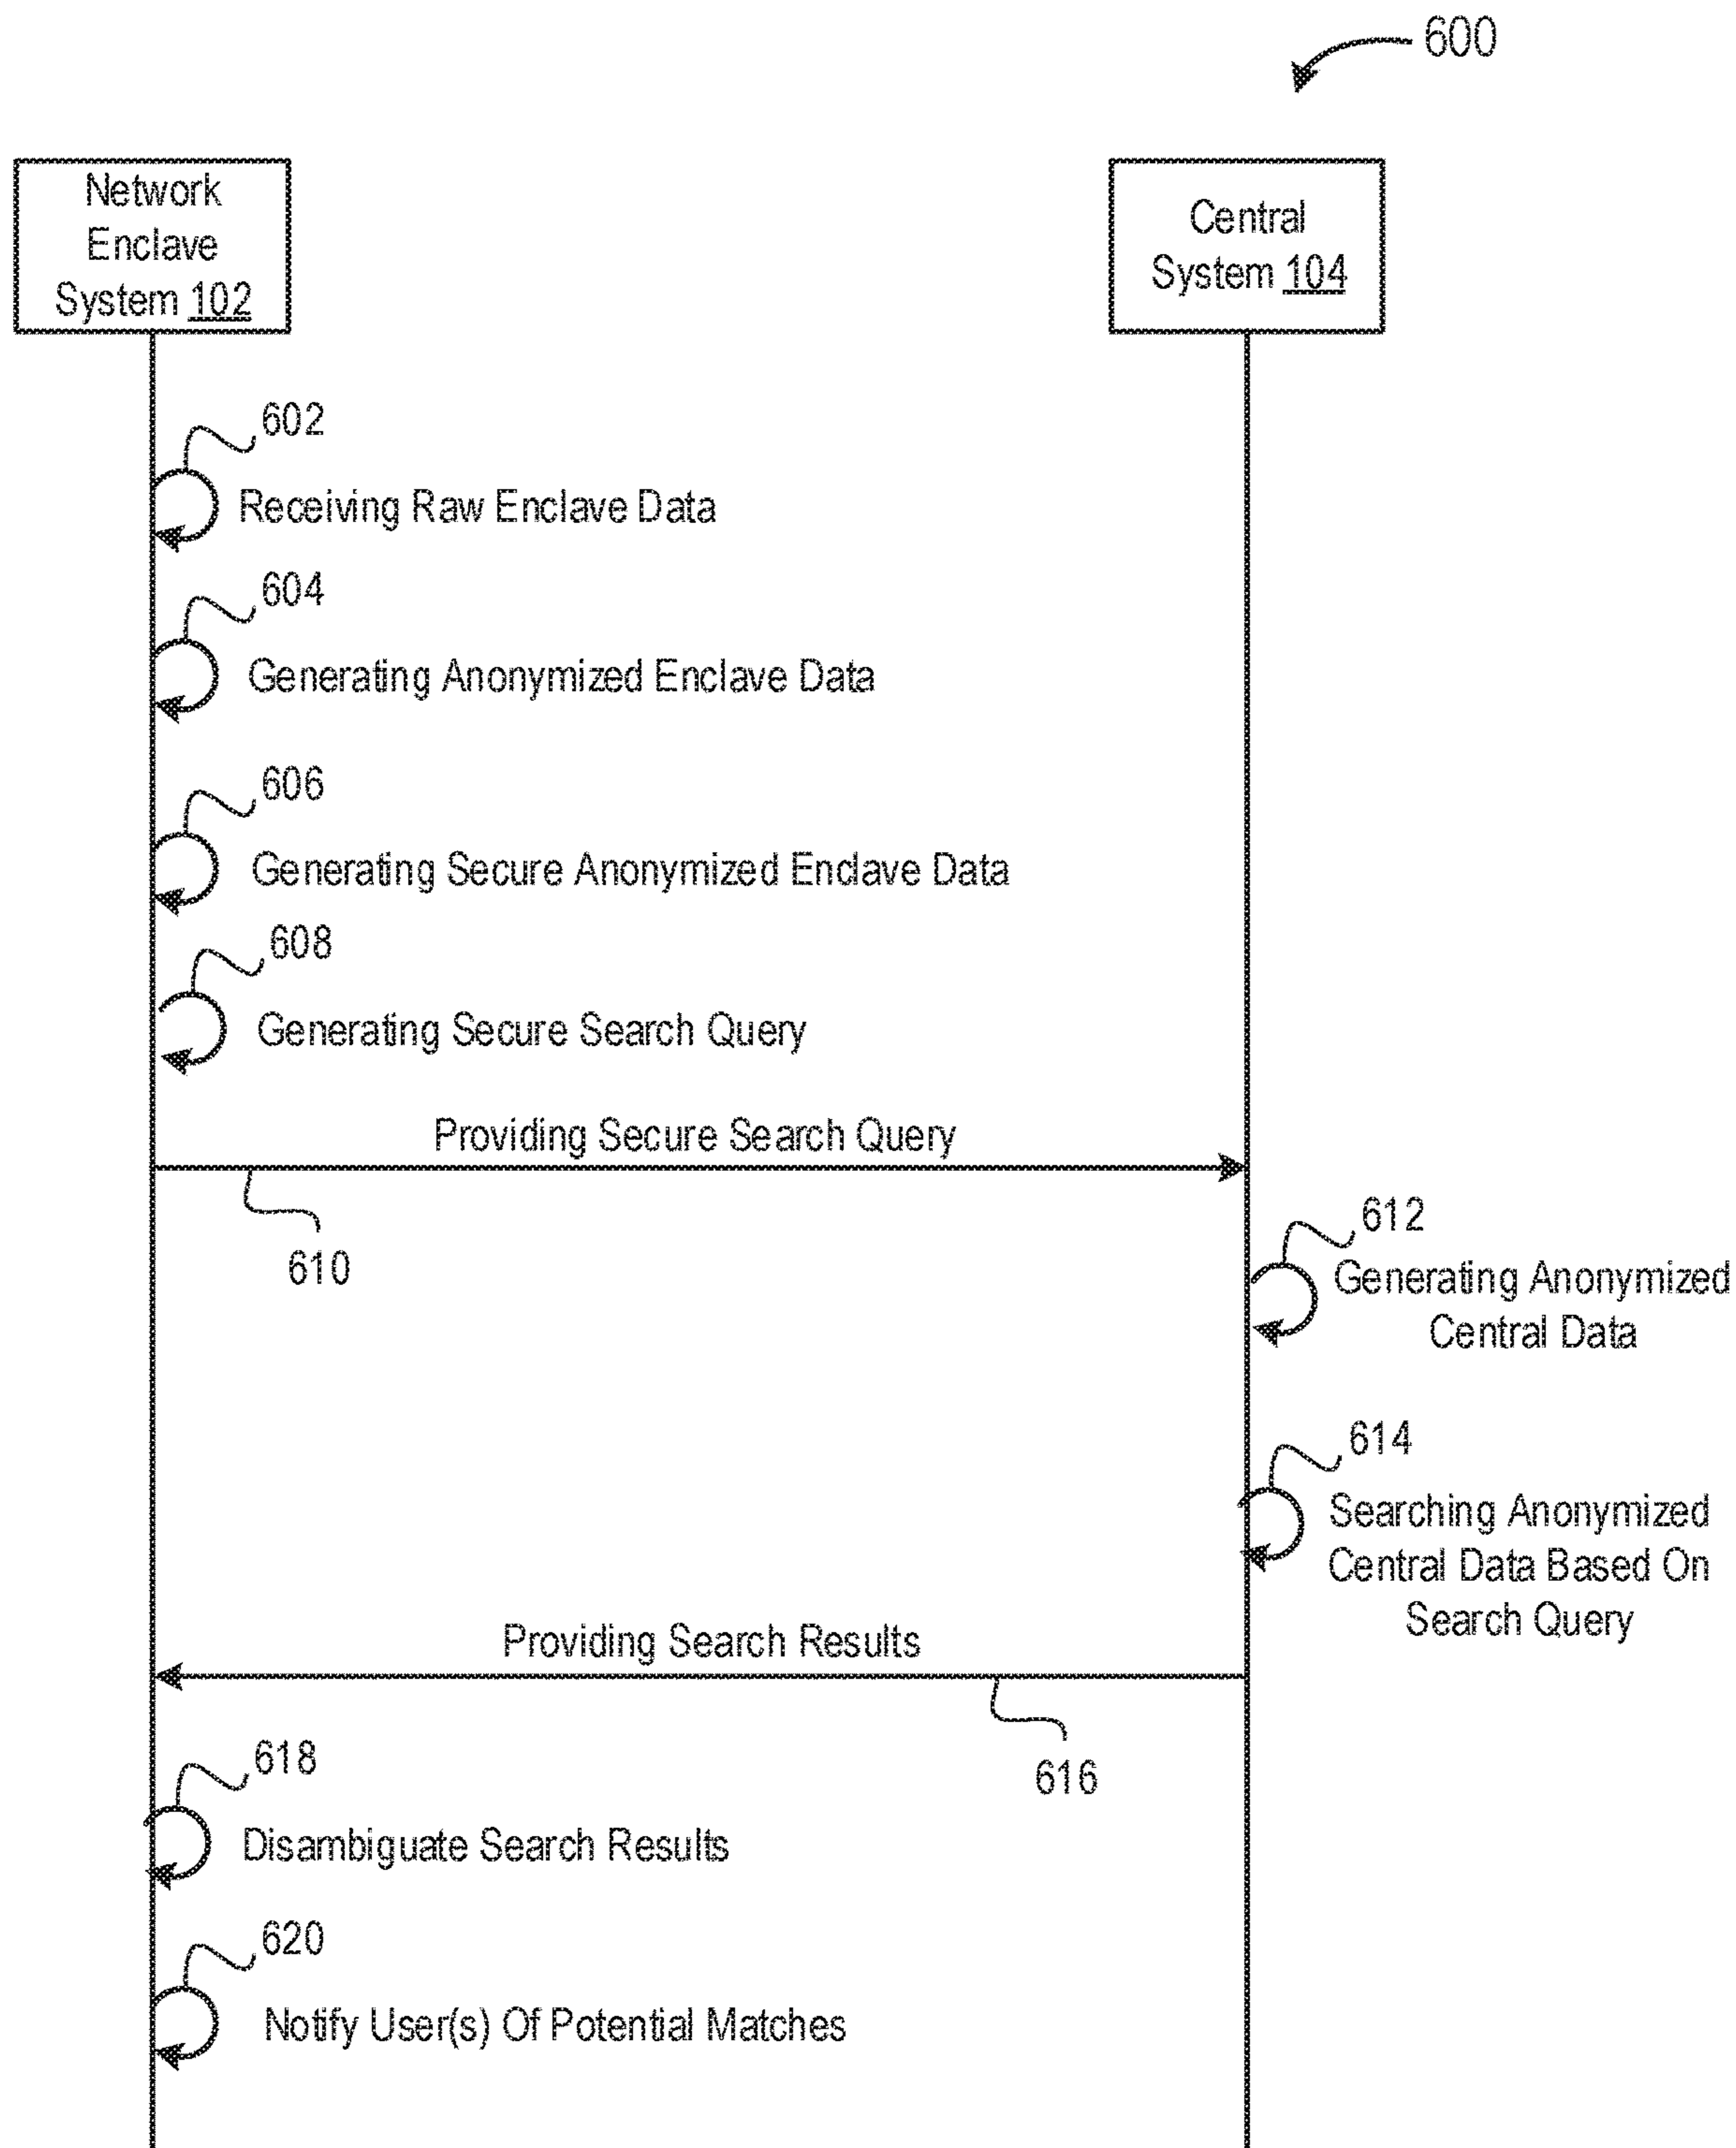 600
Network
Enclave
System 102
Central
System 104
602
Receiving Raw Enclave Data
604
Generating Anonymized Enclave Data
606
Generating Secure Anonymized Enclave Data
608
Generating Secure Search Query
Providing Secure Search Query
610
612
Generating Anonymized
Central Data
614
Searching Anonymized
Central Data Based On
Search Query
Providing Search Results
616
618
Disambiguate Search Results
620
Notify User(s) Of Potential Matches